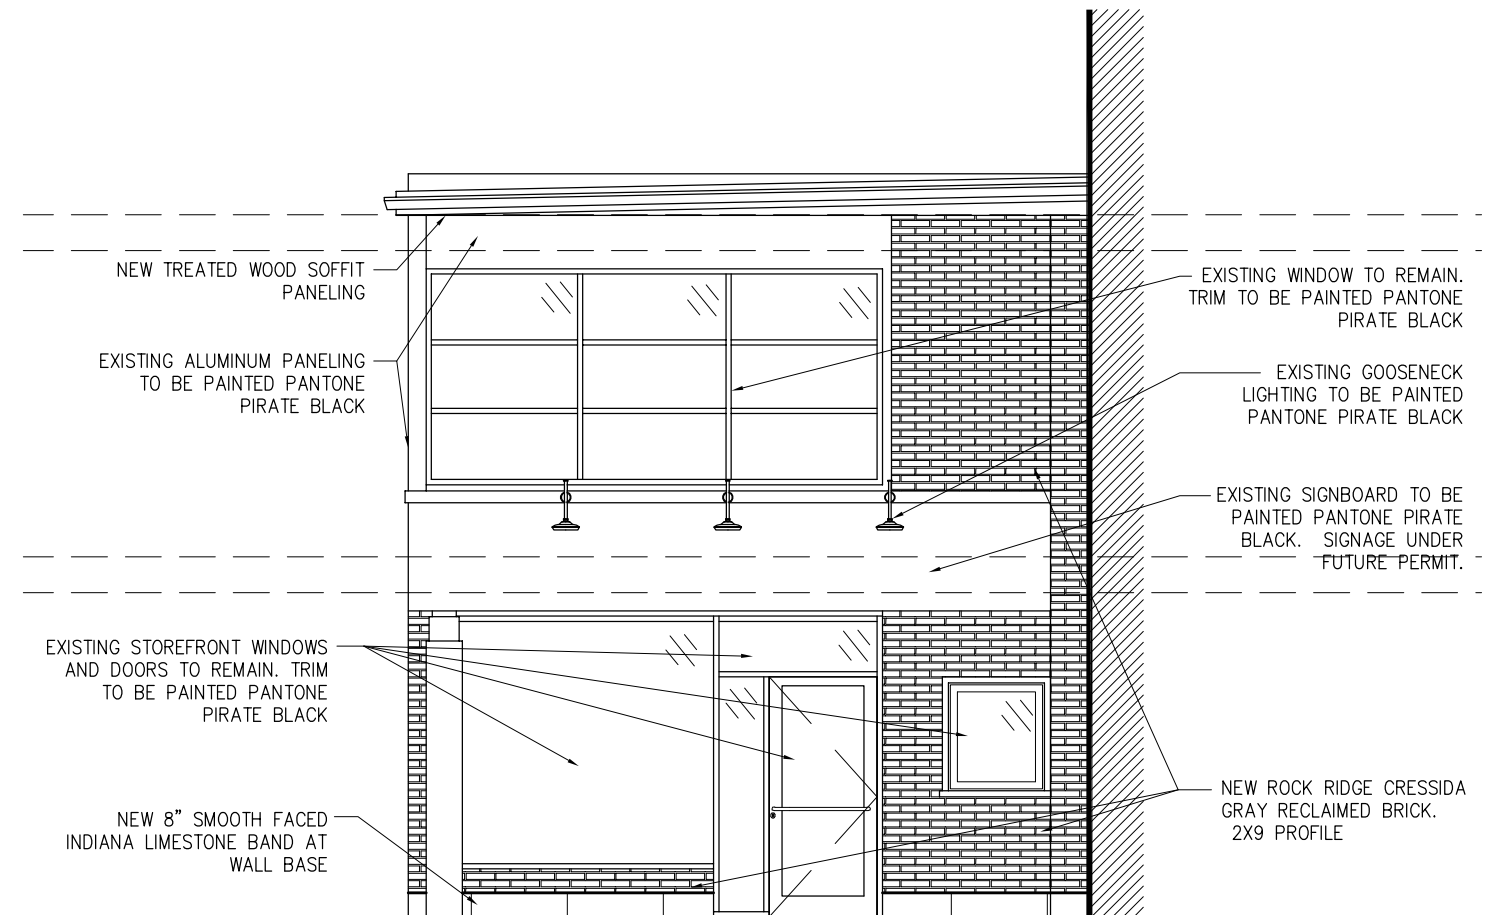 NEW TREATED WOOD SOFFIT
PANELING
EXISTING ALUMINUM PANELING
TO BE PAINTED PANTONE
PIRATE BLACK
EXISTING STOREFRONT WINDOWS
AND DOORS TO REMAIN. TRIM
TO BE PAINTED PANTONE
PIRATE BLACK
NEW 8” SMOOTH FACED
INDIANA LIMESTONE BAND AT
WALL BASE
EXISTING WINDOW TO REMAIN.
TRIM TO BE PAINTED PANTONE
PIRATE BLACK
EXISTING GOOSENECK
LIGHTING TO BE PAINTED
PANTONE PIRATE BLACK
EXISTING SIGNBOARD TO BE
PAINTED PANTONE PIRATE
BLACK. SIGNAGE UNDER
FUTURE PERMIT.
NEW ROCK RIDGE CRESSIDA
GRAY RECLAIMED BRICK.
2X9 PROFILE